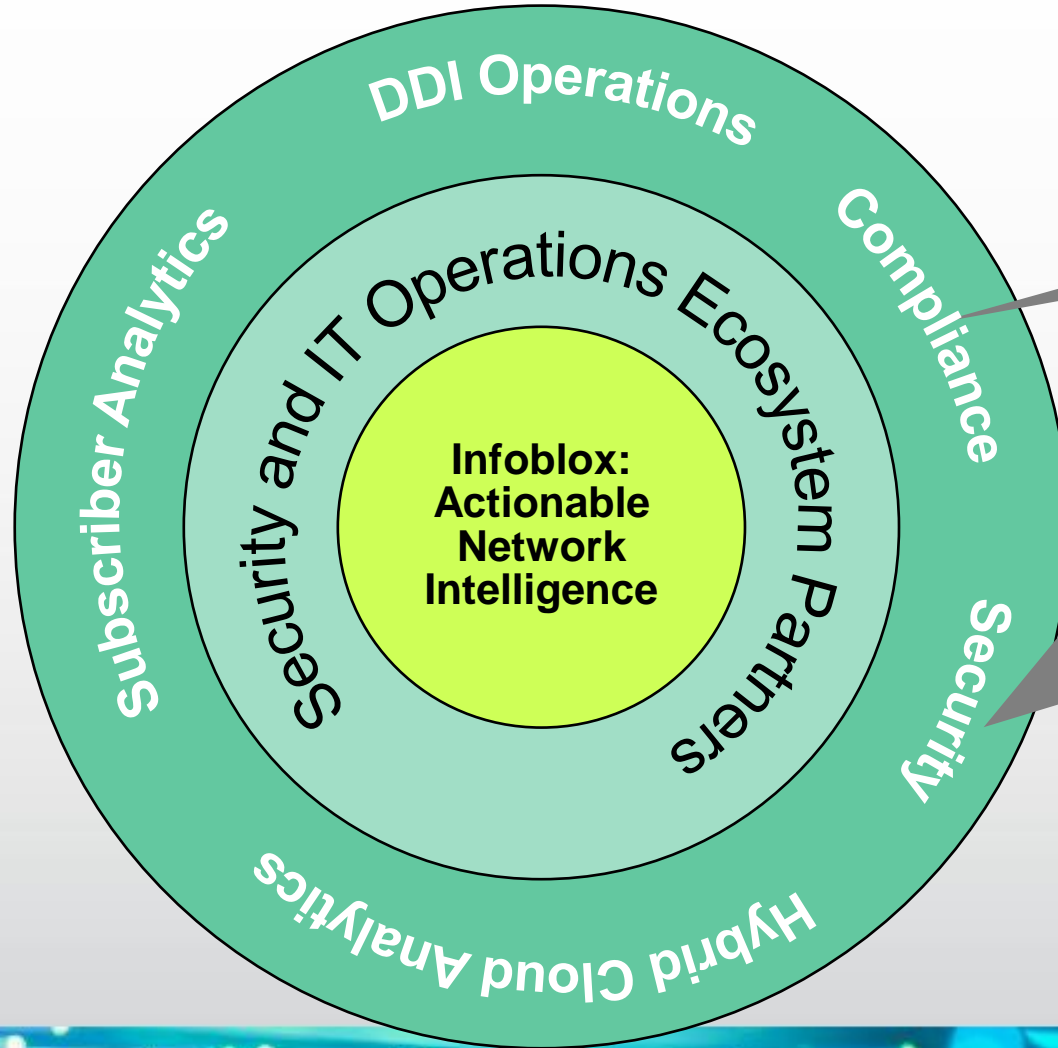 DDI Operations
Compliance
Security
Hybrid Cloud Analytics
Subscriber Analytics
Security and IT Operations Ecosystem Partners
Infoblox:
Actionable
Network
Intelligence